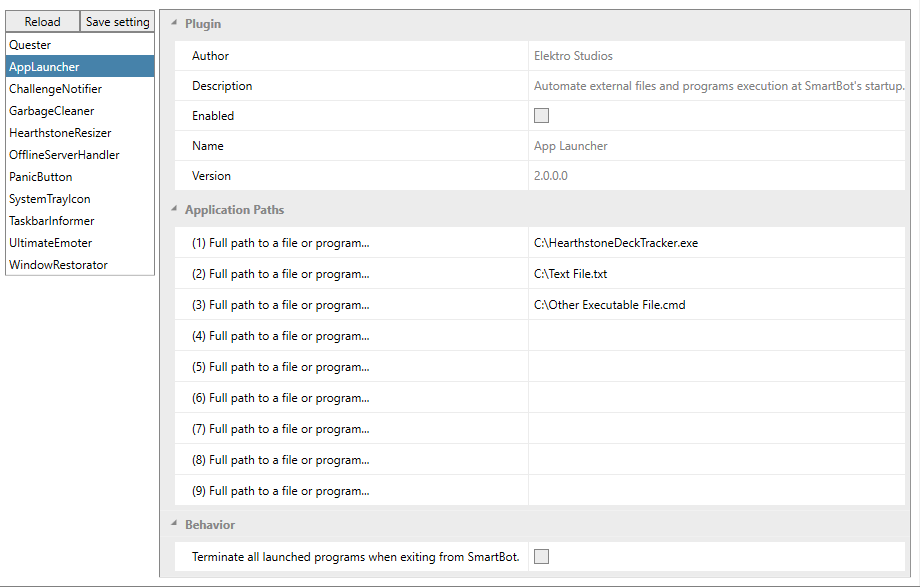 Reload Save setting
Quester
AppLauncher
ChallengeNotifier
GarbageCleaner
HearthstoneResizer
OfflineServerHandler
PanicButton
SystemTrayIcon
TaskbarInformer
UltimateEmoter
WindowRestorator
Plugin
Author Elektro Studios
Description Automate external files and programs execution at SmartBot's startup.
Enabled
Name App Launcher
Version 2.0.0.0
Application Paths
(1) Full path to a file or program... C:\HearthstoneDeckTracker.exe
(2) Full path to a file or program... C:\Text File.txt
(3) Full path to a file or program... C:\Other Executable File.cmd
(4) Full path to a file or program...
(5) Full path to a file or program...
(6) Full path to a file or program...
(7) Full path to a file or program...
(8) Full path to a file or program...
(9) Full path to a file or program...
Behavior
Terminate all launched programs when exiting from SmartBot.